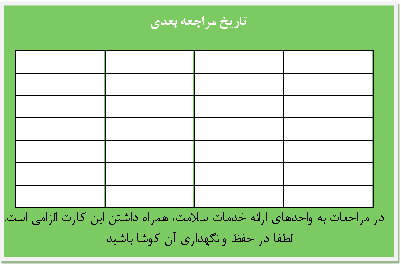 تاریخ مراجعه بعدی
در مراجعات به واحدهای ارائه خدمات سلامت، همراه داشتن این کارت الزامی است.
لطفا در حفظ و نگهداری آن کوشا باشید